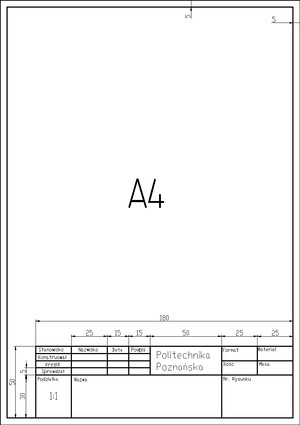 5
5
A4
180
25 15 15 50 25 25
Stanowisko Nazwisko Data Podpis Politechnika Poznańska Format Materiał
Konstruował
Kreślił Ilość Masa
Sprawdził
5
50
30
Podziałka Nazwa Nr. Rysunku
1:1